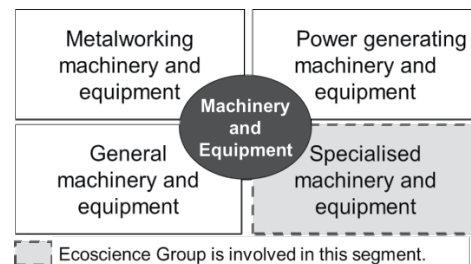 Metalworking
machinery and
equipment
Power generating
machinery and
equipment
Machinery
and
Equipment
General
machinery and
equipment
Specialised
machinery and
equipment
Ecoscience Group is involved in this segment.